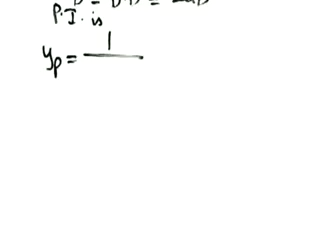 P.I. is
yp = 1